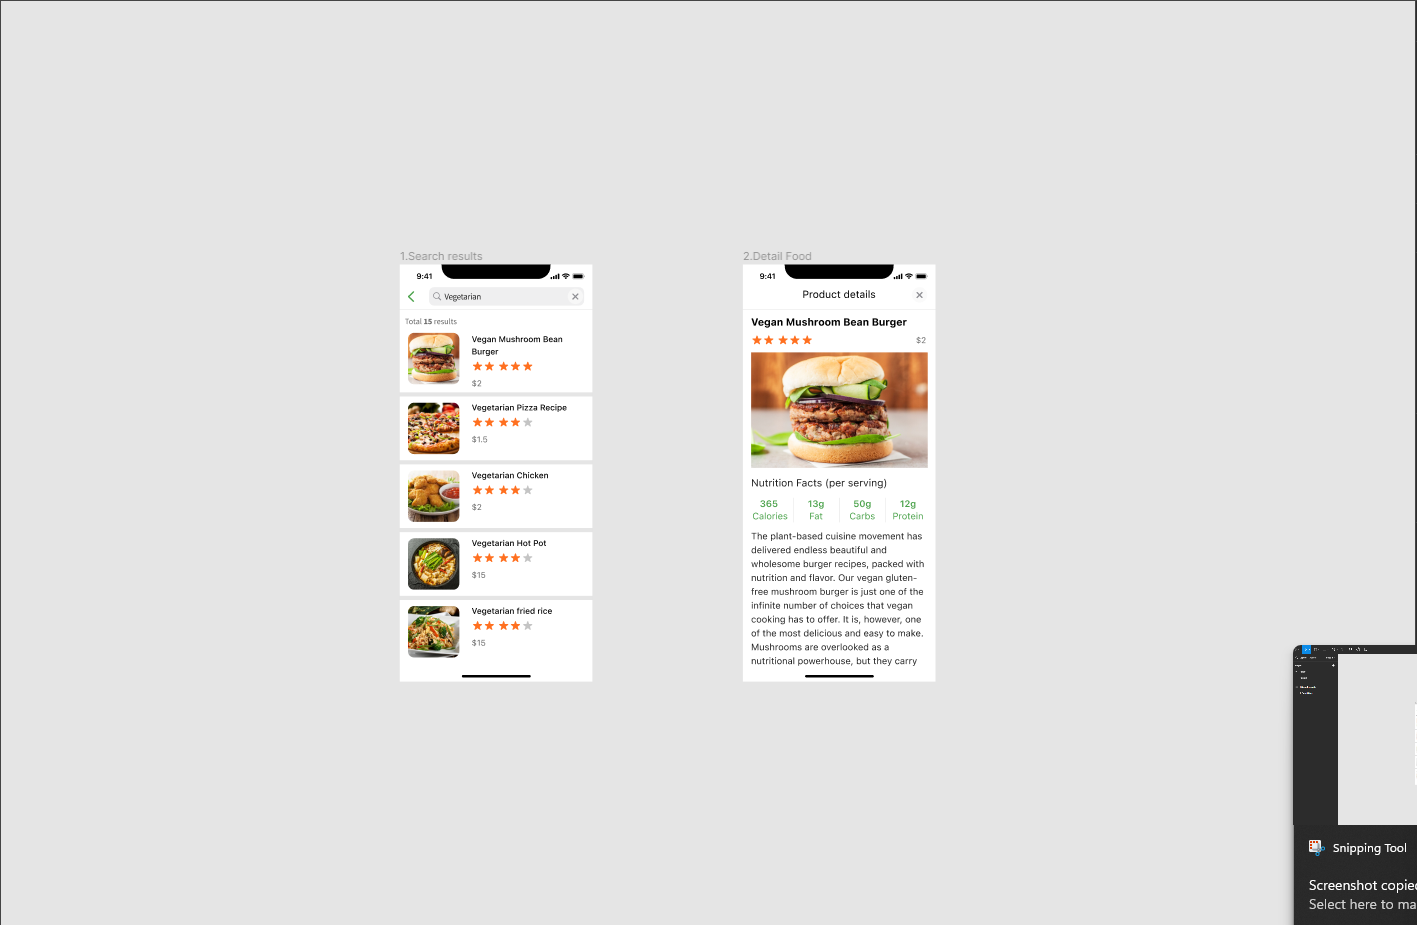 1.Search results
9:41
Vegetarian
Total 15 results
Vegan Mushroom Bean
Burger
$2
Vegetarian Pizza Recipe
$1.5
Vegetarian Chicken
$2
Vegetarian Hot Pot
$15
Vegetarian fried rice
$15
2.Detail Food
9:41
Product details
Vegan Mushroom Bean Burger
$2
Nutrition Facts (per serving)
365 13g 50g 12g
Calories Fat Carbs Protein
The plant-based cuisine movement has
delivered endless beautiful and
wholesome burger recipes, packed with
nutrition and flavor. Our vegan gluten-
free mushroom burger is just one of the
infinite number of choices that vegan
cooking has to offer. It is, however, one
of the most delicious and easy to make.
Mushrooms are overlooked as a
nutritional powerhouse, but they carry
Snipping Tool
Screenshot copied
Select here to ma